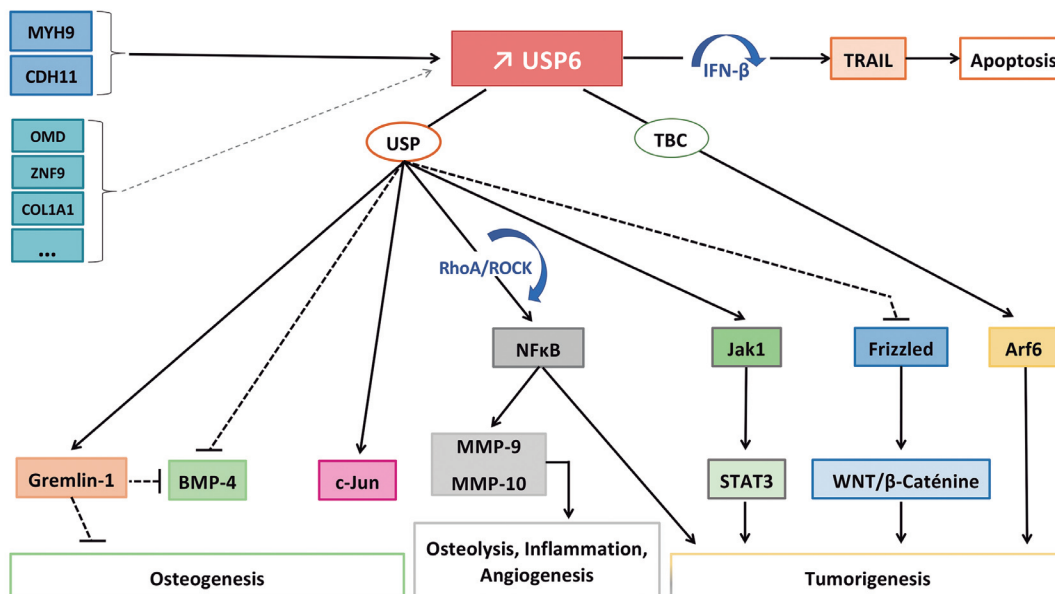 MYH9
CDH11
OMD
ZNF9
COL1A1
...
↗ USP6
IFN-β
TRAIL
Apoptosis
USP
TBC
RhoA/ROCK
NFκB
Jak1
Frizzled
Arf6
Gremlin-1
BMP-4
c-Jun
MMP-9
MMP-10
STAT3
WNT/β-Caténine
Osteogenesis
Osteolysis, Inflammation,
Angiogenesis
Tumorigenesis